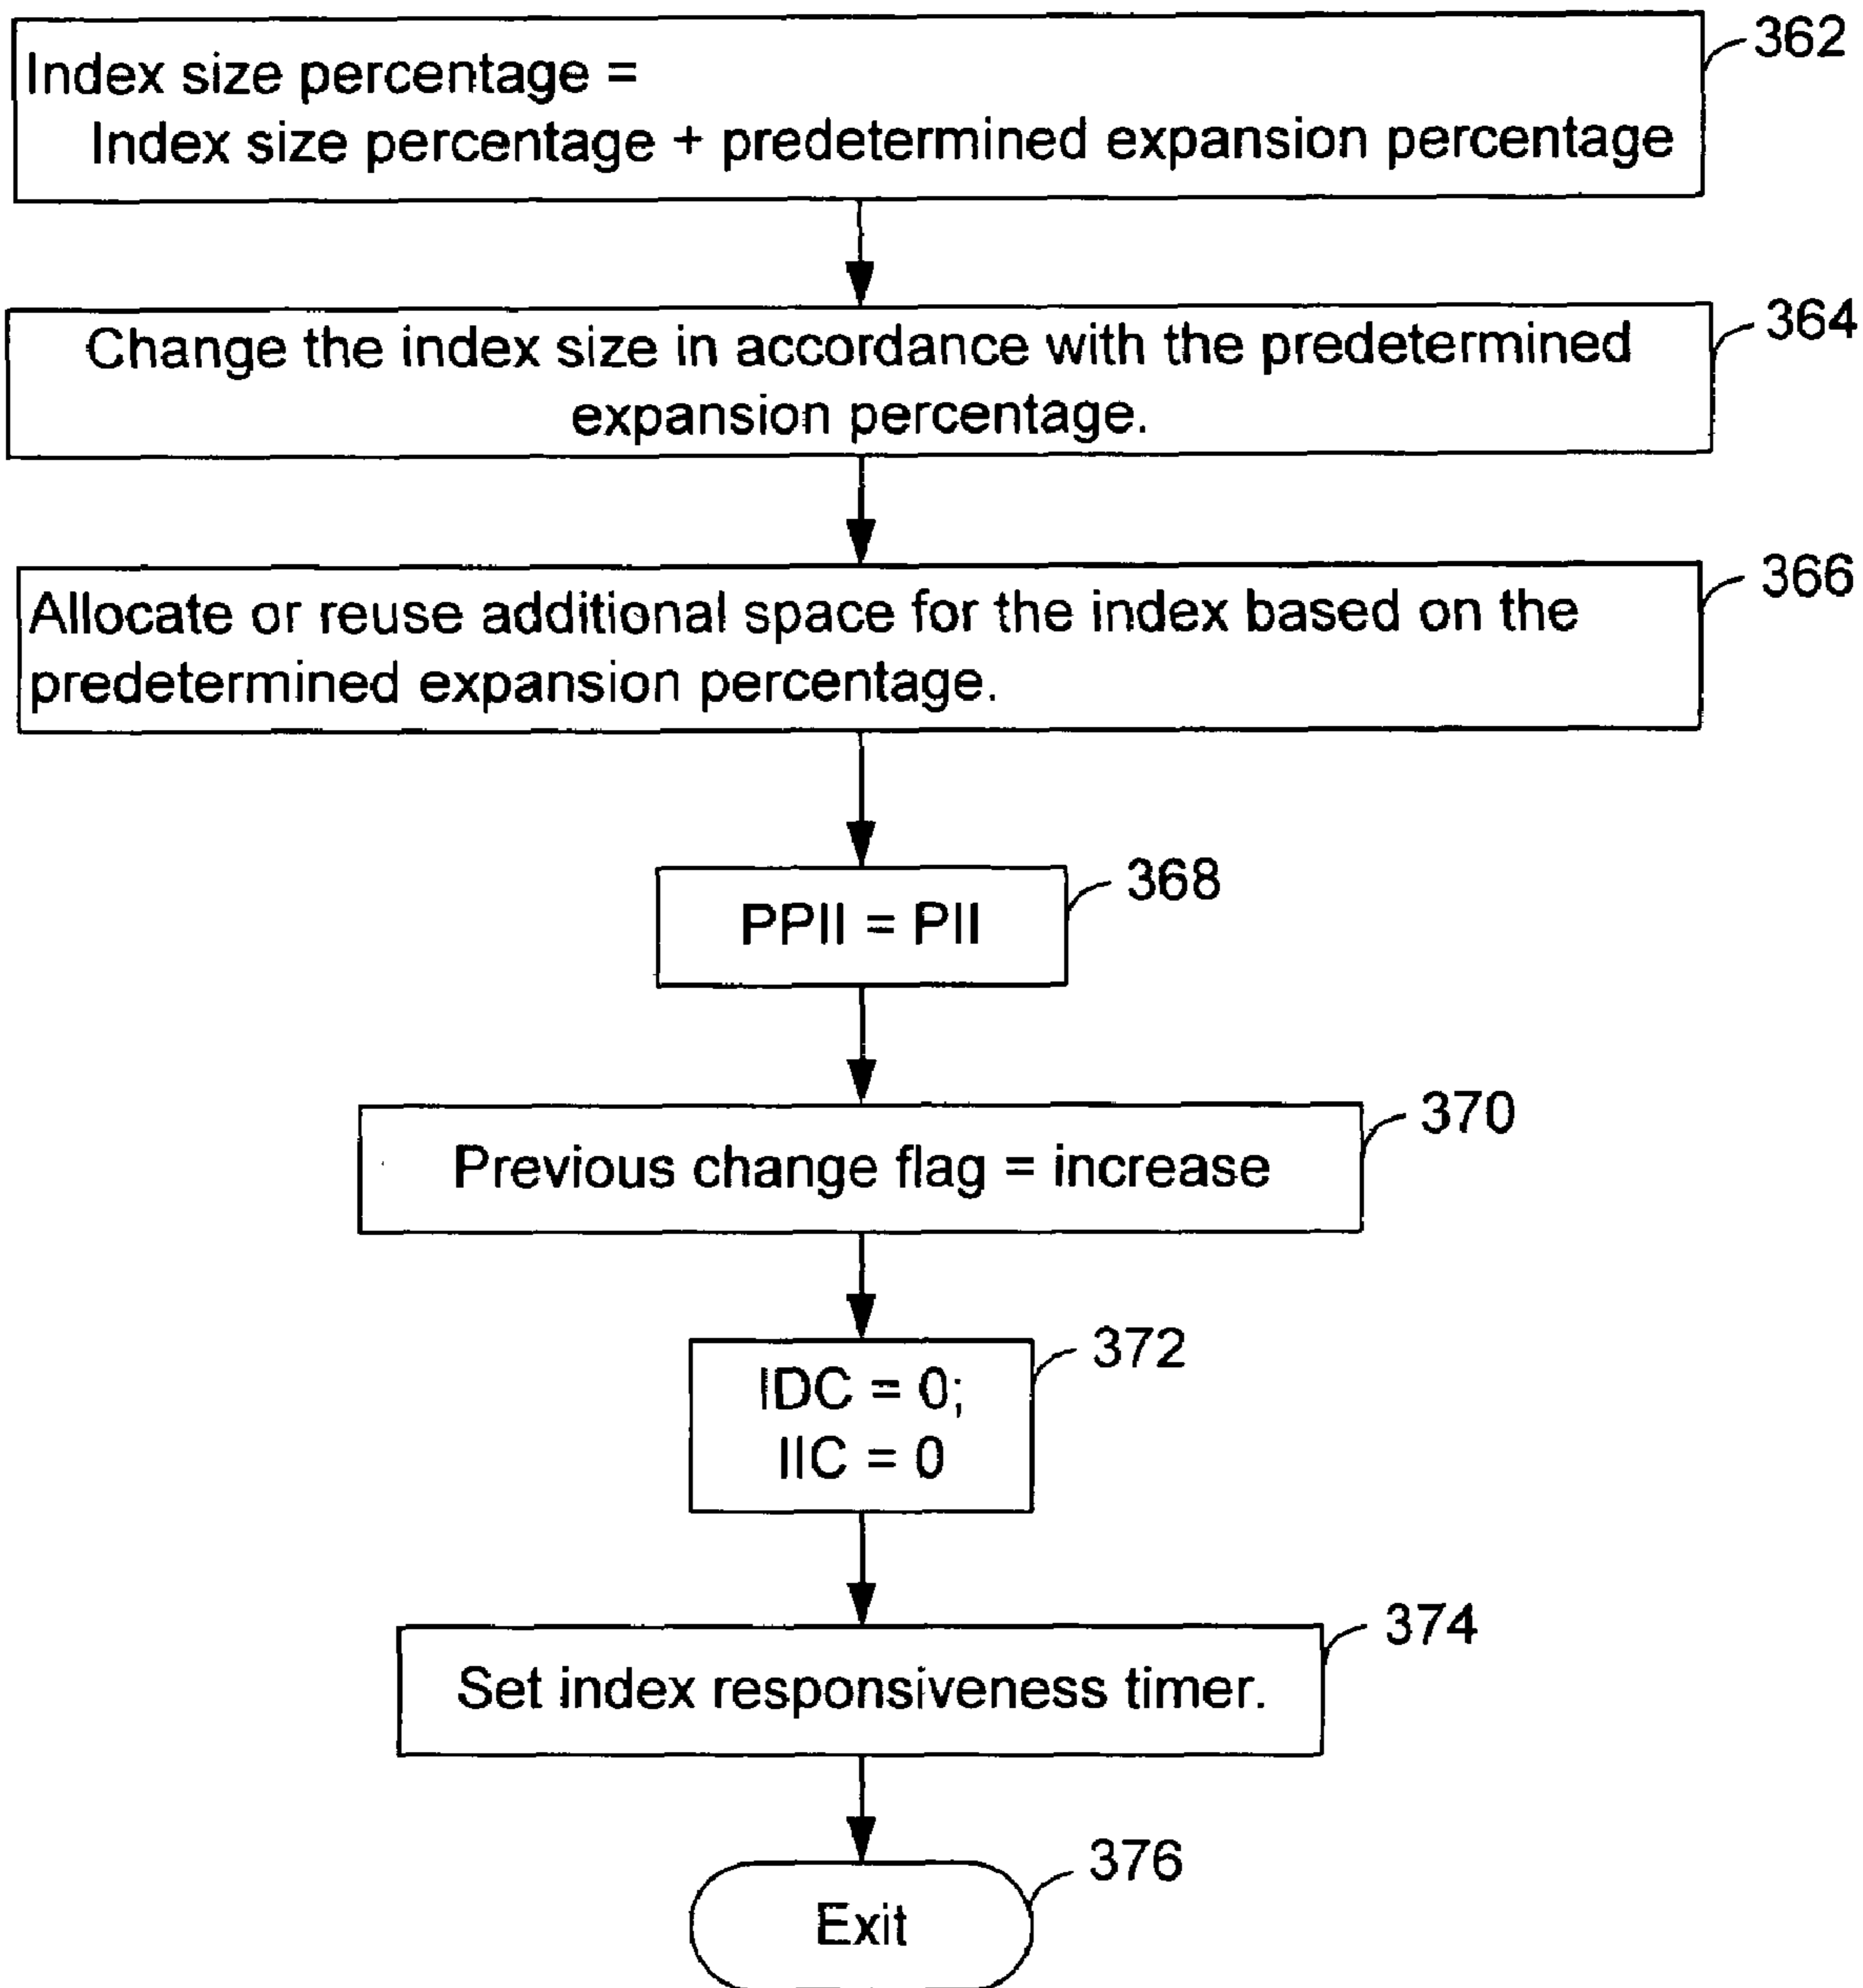 362
Index size percentage =
Index size percentage + predetermined expansion percentage
364
Change the index size in accordance with the predetermined
expansion percentage.
366
Allocate or reuse additional space for the index based on the
predetermined expansion percentage.
368
PPII = PII
370
Previous change flag = increase
372
IDC = 0;
IIC = 0
374
Set index responsiveness timer.
376
Exit